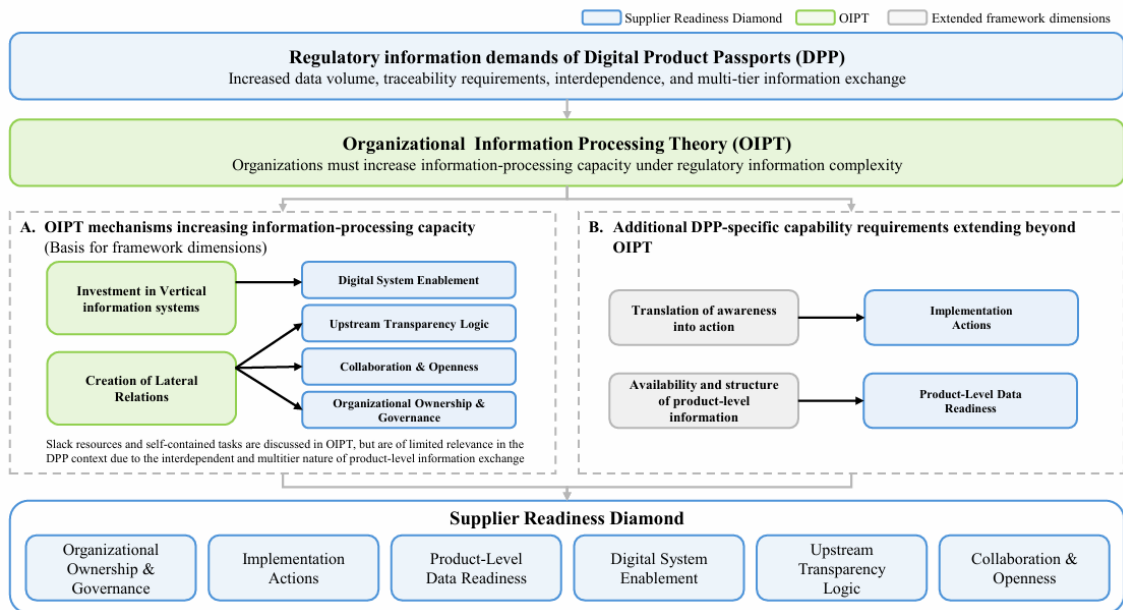 Supplier Readiness Diamond
OIPT
Extended framework dimensions
Regulatory information demands of Digital Product Passports (DPP)
Increased data volume, traceability requirements, interdependence, and multi-tier information exchange
Organizational Information Processing Theory (OIPT)
Organizations must increase information-processing capacity under regulatory information complexity
A. OIPT mechanisms increasing information-processing capacity
(Basis for framework dimensions)
Investment in Vertical
information systems
Digital System Enablement
Upstream Transparency Logic
Creation of Lateral
Relations
Collaboration & Openness
Organizational Ownership &
Governance
Slack resources and self-contained tasks are discussed in OIPT, but are of limited relevance in the
DPP context due to the interdependent and multitier nature of product-level information exchange
B. Additional DPP-specific capability requirements extending beyond
OIPT
Translation of awareness
into action
Implementation
Actions
Availability and structure
of product-level
information
Product-Level Data
Readiness
Supplier Readiness Diamond
Organizational
Ownership &
Governance
Implementation
Actions
Product-Level
Data Readiness
Digital System
Enablement
Upstream
Transparency
Logic
Collaboration &
Openness